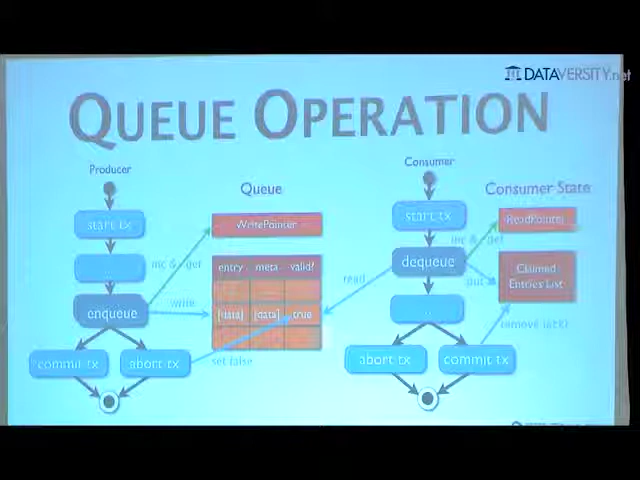 DATAVERSITY.net
QUEUE OPERATION
Producer
start tx
...
enqueue
commit tx
abort tx
inc & get
write
set false
Queue
WritePointer
entry meta valid?
[data] [data] true
read
Consumer
start tx
dequeue
...
abort tx
commit tx
inc & get
put
remove (ack)
Consumer State
ReadPointer
Claimed
Entries List